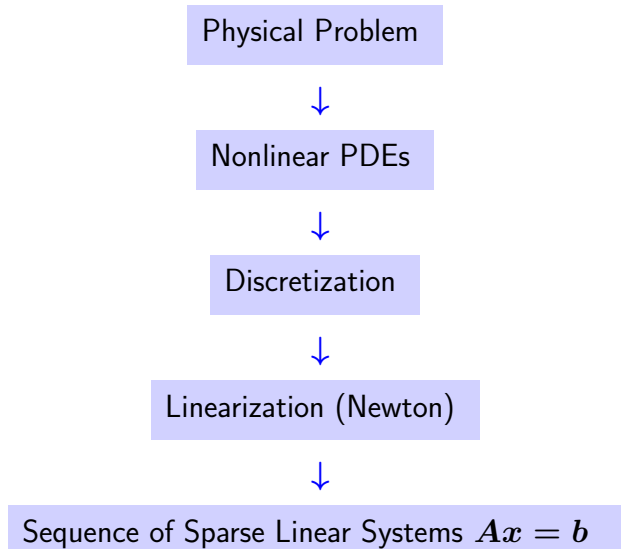 Physical Problem
↓
Nonlinear PDEs
↓
Discretization
↓
Linearization (Newton)
↓
Sequence of Sparse Linear Systems Ax = b